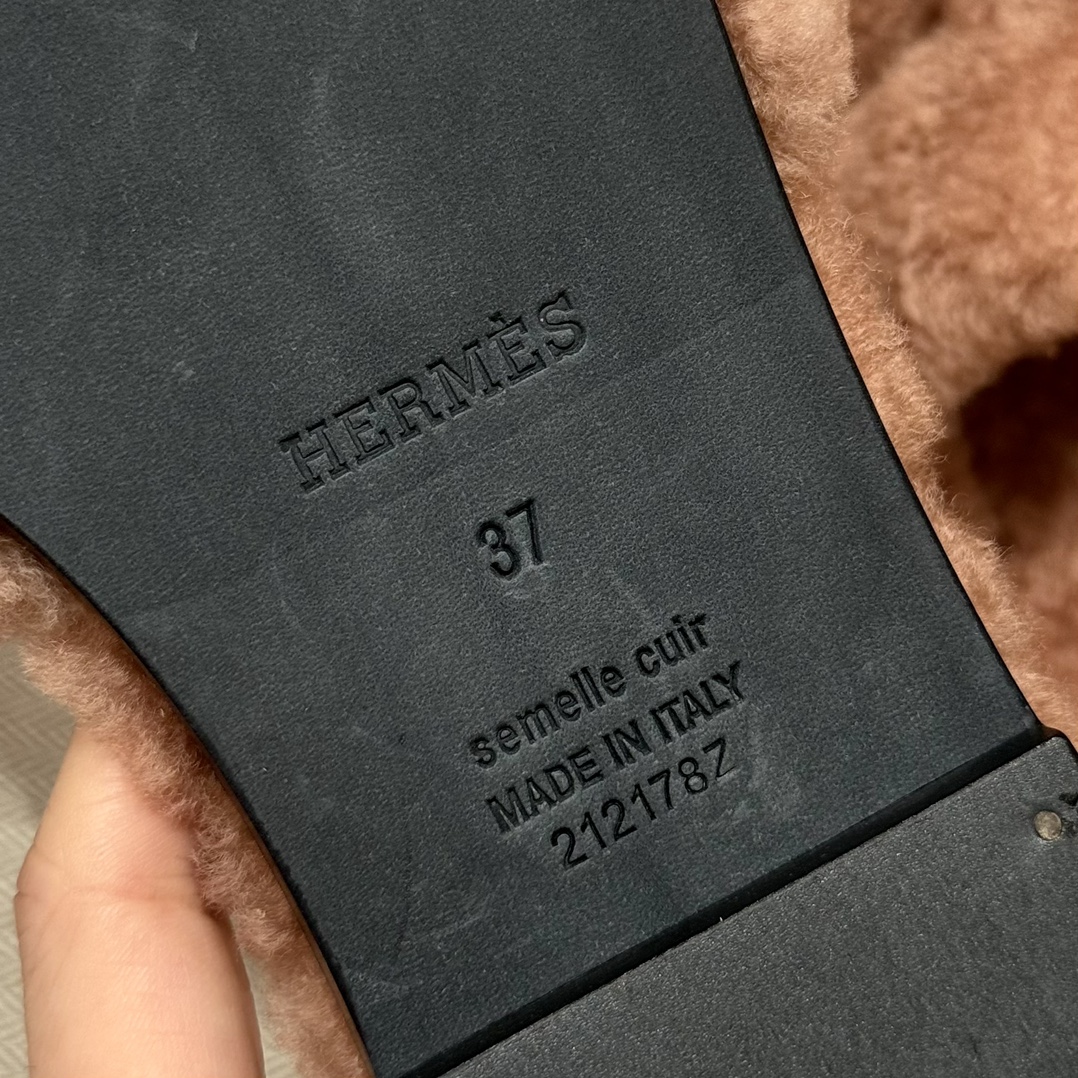 HERMÈS
37
semelle cuir
MADE IN ITALY
212178Z